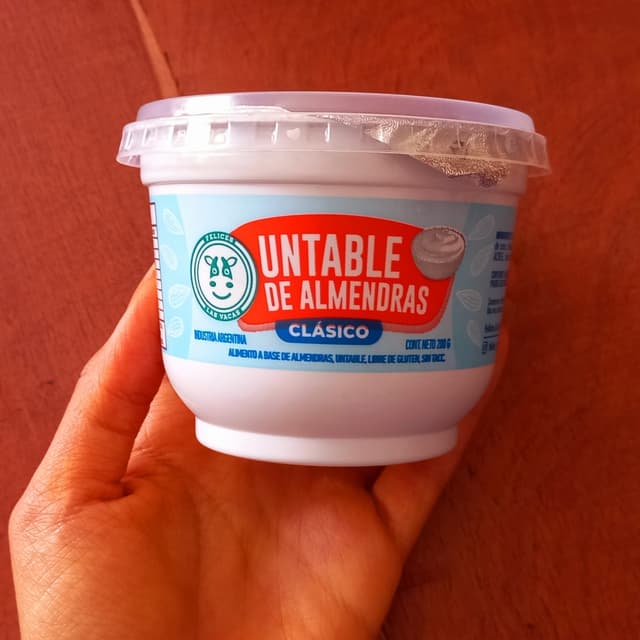 FELICES
LAS VACAS
UNTABLE
DE ALMENDRAS
CLÁSICO
INDUSTRIA ARGENTINA
CONT NETO 200 G
ALIMENTO A BASE DE ALMENDRAS, UNTABLE, LIBRE DE GLUTEN, SIN TACC.